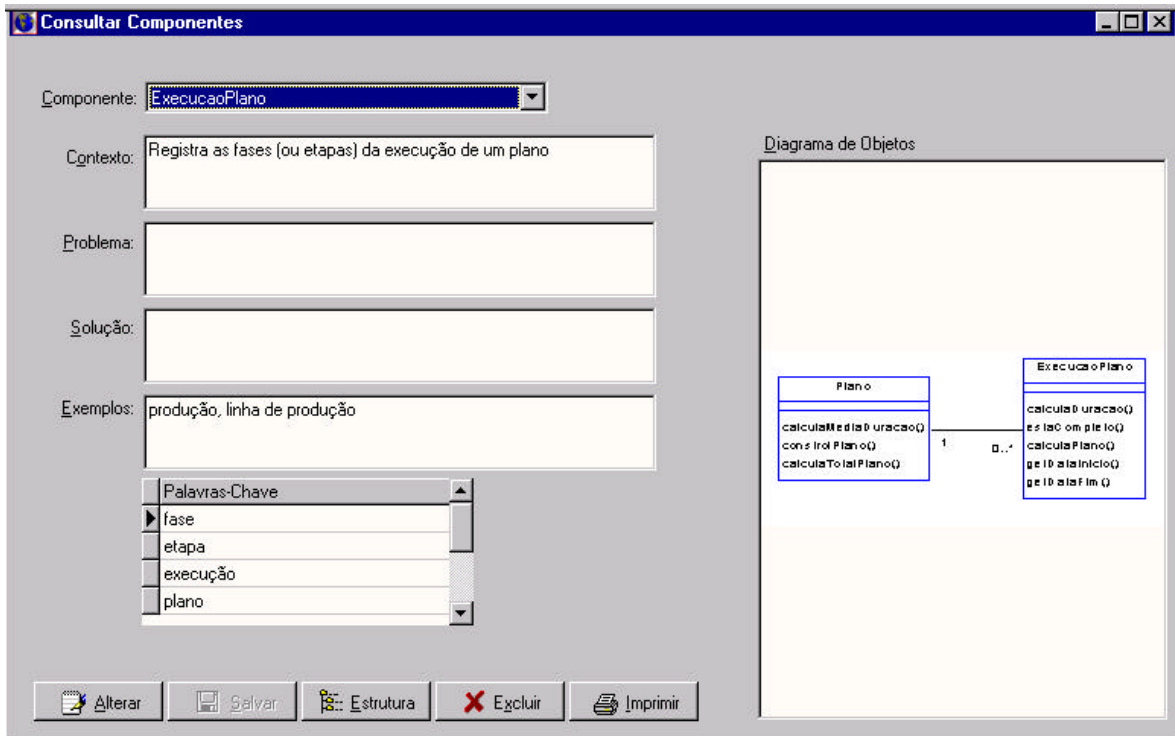 Consultar Componentes
Componente: ExecucaoPlano
Contexto: Registra as fases (ou etapas) da execução de um plano
Problema:
Solução:
Exemplos: produção, linha de produção
Palavras-Chave
fase
etapa
execução
plano
Alterar Salvar Estrutura Excluir Imprimir
Diagrama de Objetos
Plano
calculaMediaDuracao()
constroiPlano()
calculaTotalPlano()
1
0..*
ExecucaoPlano
calculaDuracao()
estaCompleto()
calculaPlano()
getDataInicio()
getDataFim()